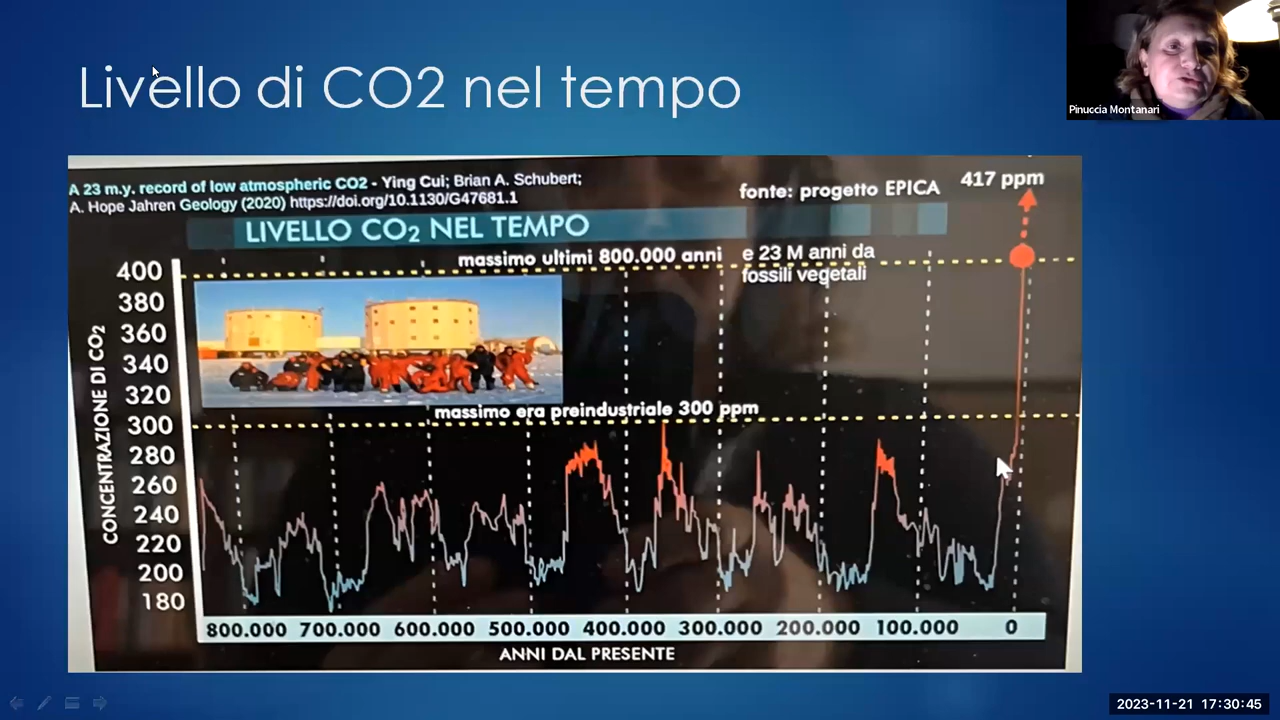 Livello di CO2 nel tempo
Pinuccia Montanari
A 23 m.y. record of low atmospheric CO2 - Ying Cui; Brian A. Schubert;
A. Hope Jahren Geology (2020) https://doi.org/10.1130/G47681.1
fonte: progetto EPICA
417 ppm
LIVELLO CO₂ NEL TEMPO
massimo ultimi 800.000 anni
e 23 M anni da
fossili vegetali
400
380
360
340
320
300
280
260
240
220
200
180
CONCENTRAZIONE DI CO₂
massimo era preindustriale 300 ppm
800.000 700.000 600.000 500.000 400.000 300.000 200.000 100.000 0
ANNI DAL PRESENTE
2023-11-21 17:30:45